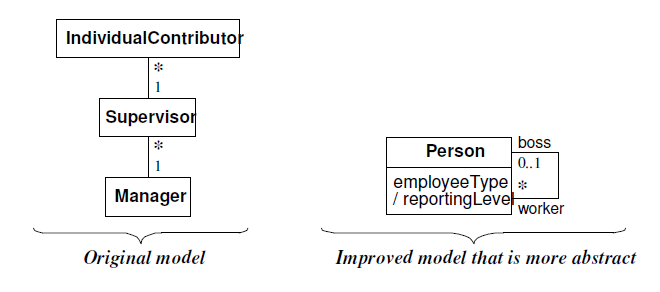 IndividualContributor
*
1
Supervisor
*
1
Manager
Original model
Person
employeeType
/ reportingLevel
boss
0..1
*
worker
Improved model that is more abstract